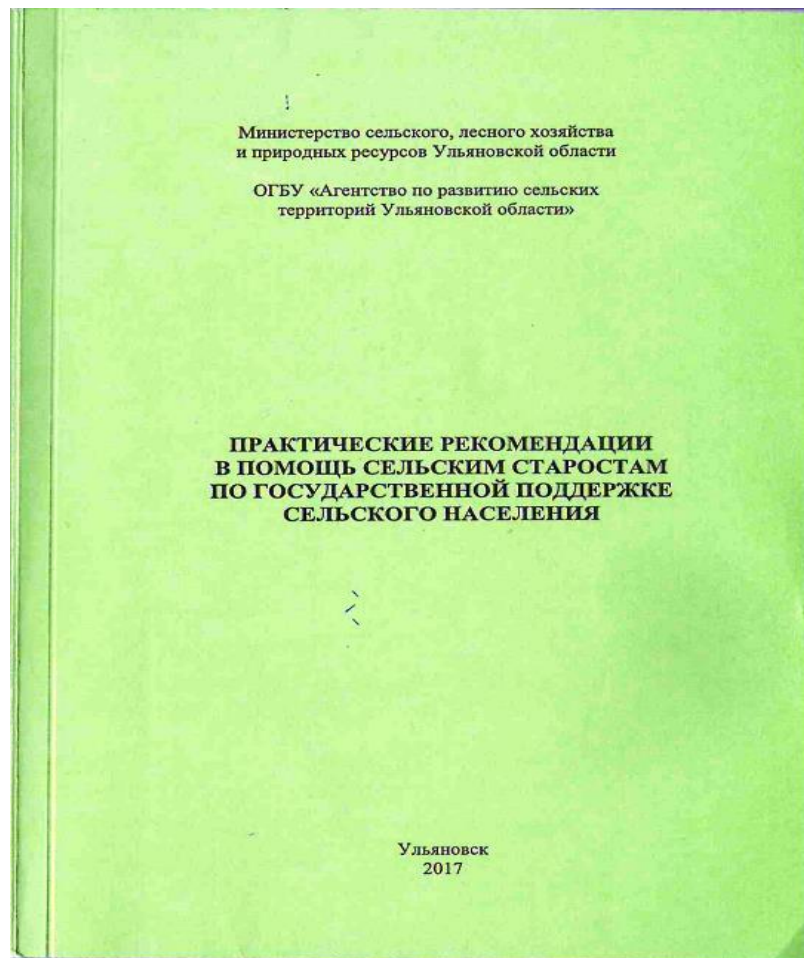 Министерство сельского, лесного хозяйства
и природных ресурсов Ульяновской области
ОГБУ «Агентство по развитию сельских
территорий Ульяновской области»
ПРАКТИЧЕСКИЕ РЕКОМЕНДАЦИИ
В ПОМОЩЬ СЕЛЬСКИМ СТАРОСТАМ
ПО ГОСУДАРСТВЕННОЙ ПОДДЕРЖКЕ
СЕЛЬСКОГО НАСЕЛЕНИЯ
Ульяновск
2017